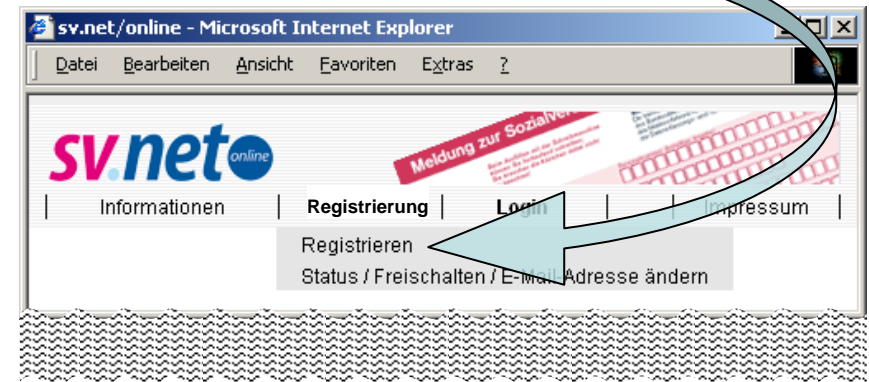 sv.net/online - Microsoft Internet Explorer
Datei Bearbeiten Ansicht Favoriten Extras ?
sv.net online
Meldung zur Sozialver
Informationen | Registrierung | Login | | Impressum |
Registrieren
Status / Freischalten / E-Mail-Adresse ändern